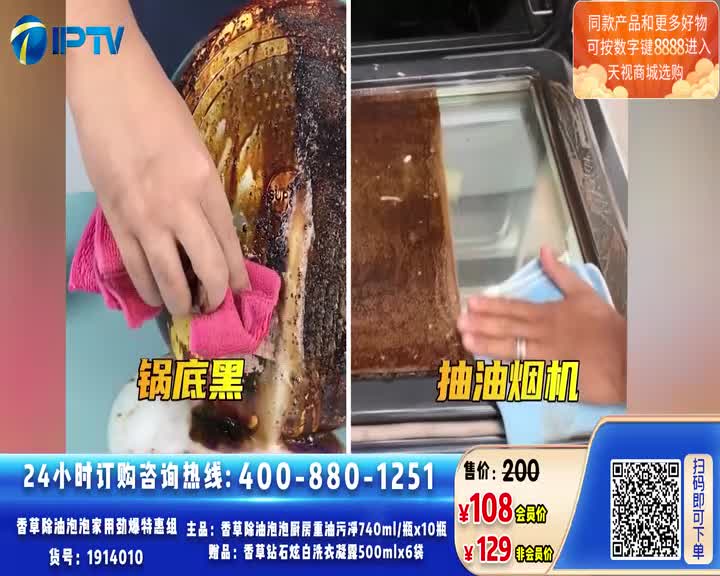 IPTV
同款产品和更多好物
可按数字键8888进入
天视商城选购
SUP
锅底黑
抽油烟机
24小时订购咨询热线:400-880-1251
香草除油泡泡家用劲爆特惠组
货号:1914010
主品:香草除油泡泡厨房重油污净740ml/瓶x10瓶
赠品:香草钻石炫白洗衣凝露500mlx6袋
售价:200
¥108会员价
¥129非会员价
扫码即可下单